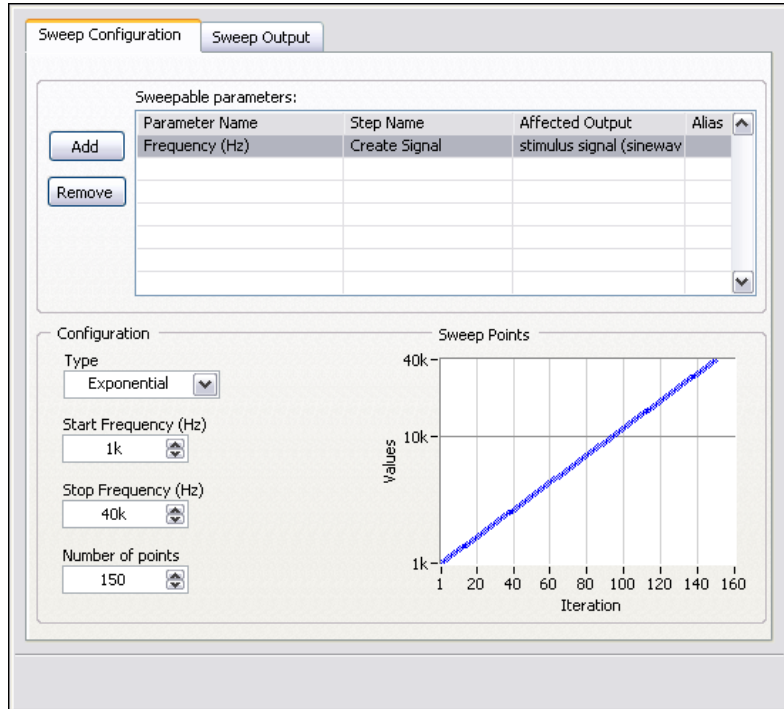 Sweep Configuration
Sweep Output
Sweepable parameters:
Parameter Name Step Name Affected Output Alias
Frequency (Hz) Create Signal stimulus signal (sinewav
Add
Remove
Configuration
Type
Exponential
Start Frequency (Hz)
1k
Stop Frequency (Hz)
40k
Number of points
150
Sweep Points
40k
10k
1k
Values
1 20 40 60 80 100 120 140 160
Iteration